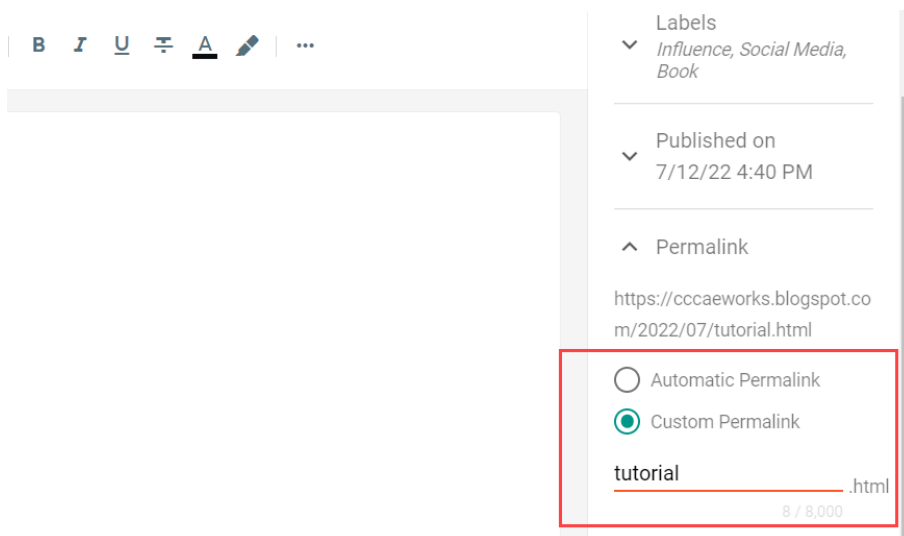 B I U A
Labels
Influence, Social Media,
Book
Published on
7/12/22 4:40 PM
Permalink
https://cccaeworks.blogspot.co
m/2022/07/tutorial.html
Automatic Permalink
Custom Permalink
tutorial
.html
8 / 8,000